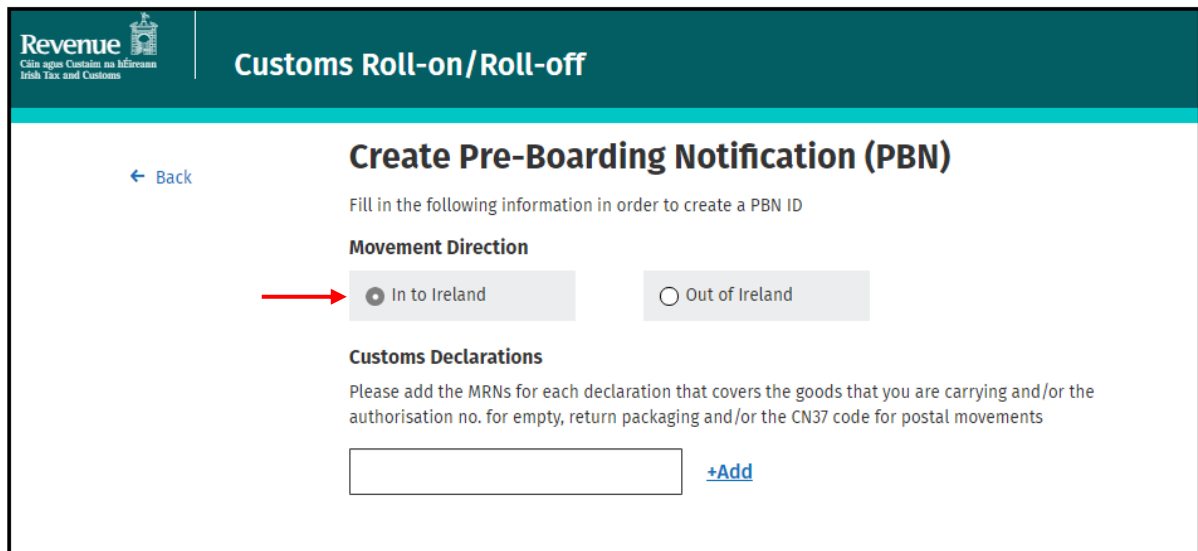 Revenue
Cáin agus Custaim na hÉireann
Irish Tax and Customs
Customs Roll-on/Roll-off
← Back
Create Pre-Boarding Notification (PBN)
Fill in the following information in order to create a PBN ID
Movement Direction
In to Ireland
Out of Ireland
Customs Declarations
Please add the MRNs for each declaration that covers the goods that you are carrying and/or the
authorisation no. for empty, return packaging and/or the CN37 code for postal movements
+Add